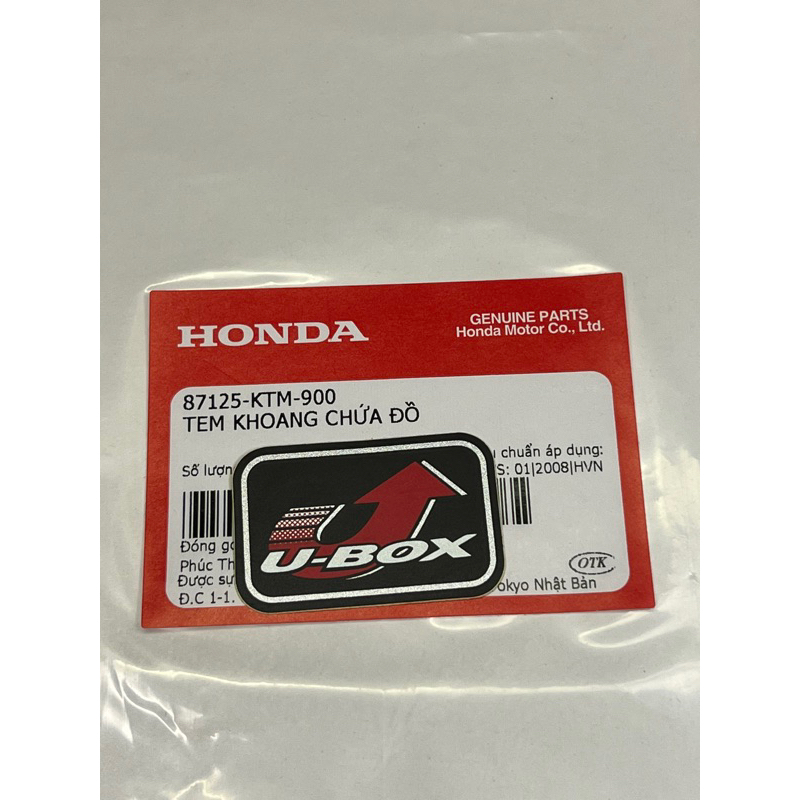 HONDA
GENUINE PARTS
Honda Motor Co., Ltd.
87125-KTM-900
TEM KHOANG CHỨA ĐỒ
chuẩn áp dụng:
Số lượn
S: 01|2008|HVN
U-BOX
Đóng gó
Phúc Th
Được sự
Đ.C 1-1.
okyo Nhật Bản
OTK